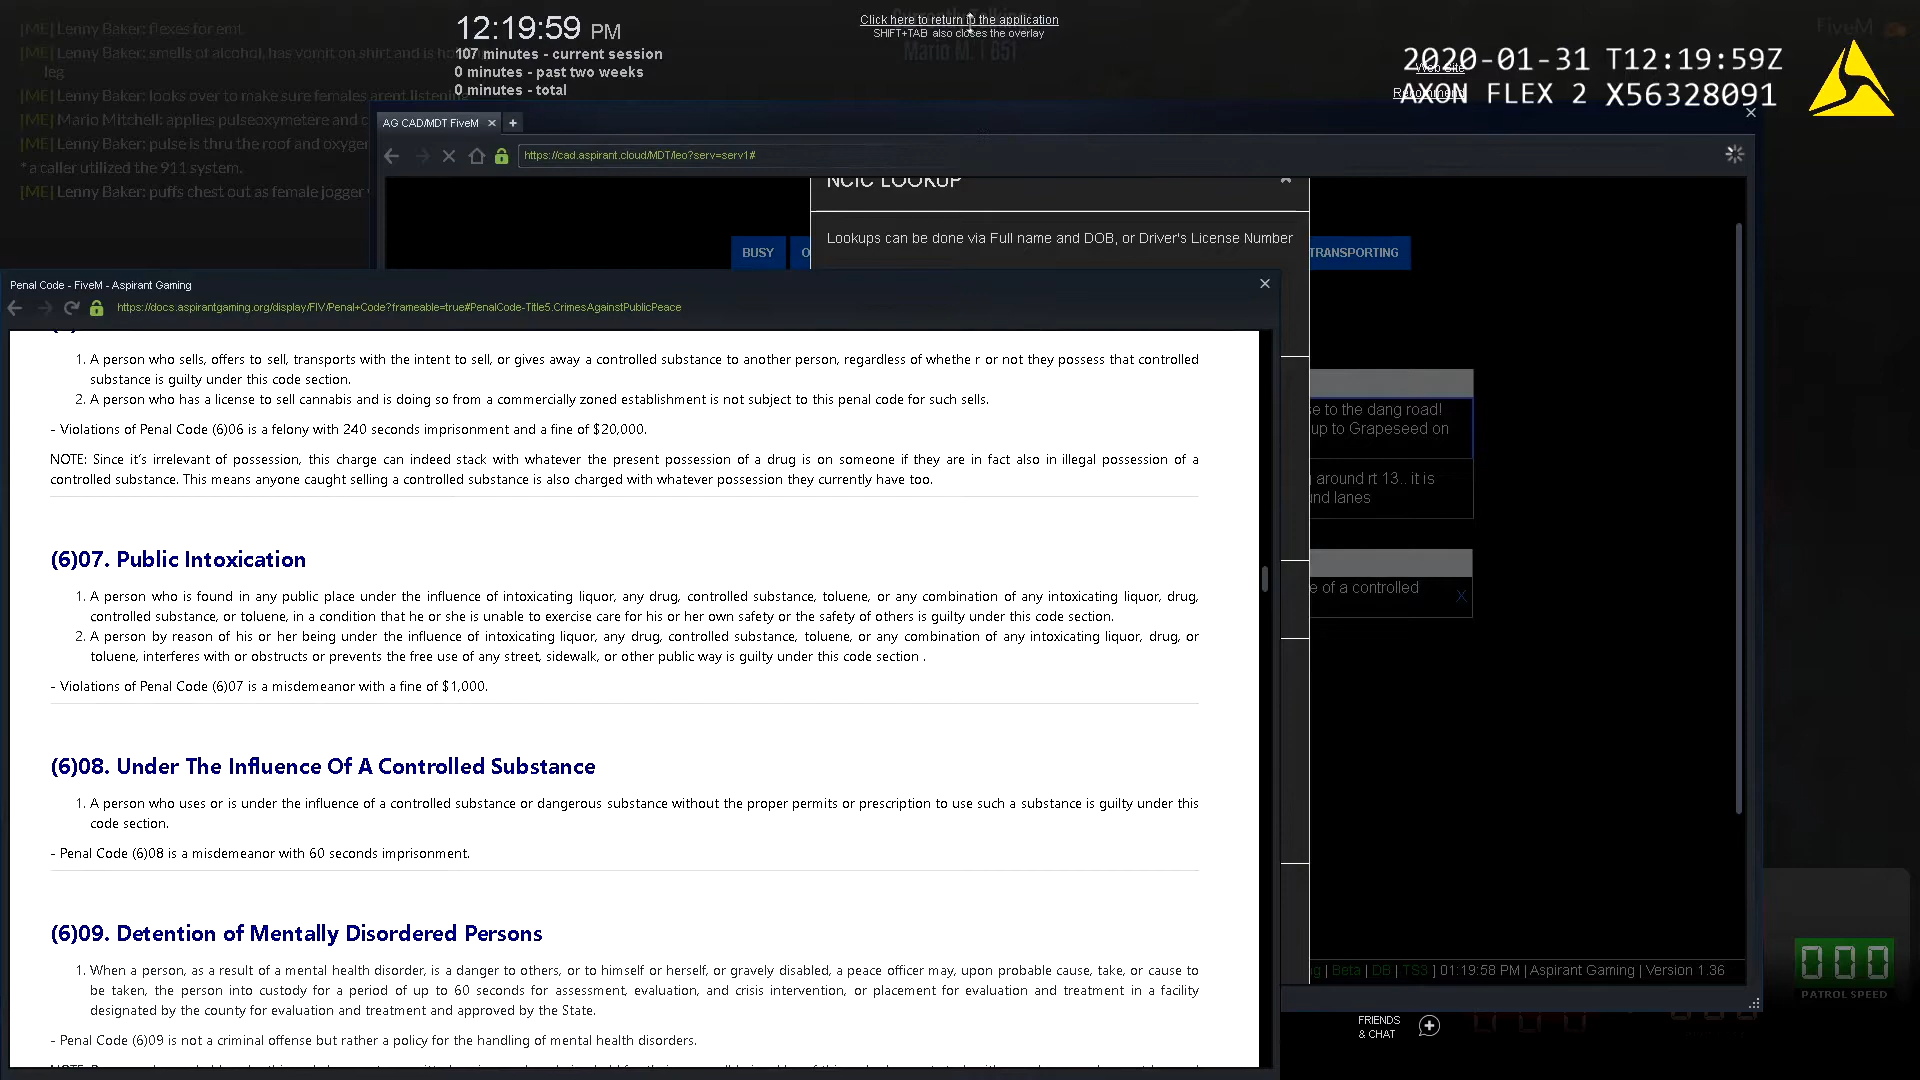 [ME] Lenny Baker: flexes for emt
[ME] Lenny Baker: smells of alcohol, has vomit on shirt and is
leg
[ME] Lenny Baker: looks over to make sure females arent listening
[ME] Mario Mitchell: applies pulseoxymetere and
[ME] Lenny Baker: pulse is thru the roof and oxygen
* a caller utilized the 911 system.
[ME] Lenny Baker: puffs chest out as female jogger
12:19:59 PM
107 minutes - current session
0 minutes - past two weeks
0 minutes - total
Click here to return to the application
SHIFT+TAB also closes the overlay
Currently Talking:
Mario M. | 651
FiveM
2020-01-31 T12:19:59Z
AXON FLEX 2 X56328091
Web Site
Recommend
AG CAD/MDT FiveM
https://cad.aspirant.cloud/MDT/leo?serv=serv1#
NCIC LOOKUP
Lookups can be done via Full name and DOB, or Driver's License Number
BUSY
O
TRANSPORTING
se to the dang road!
up to Grapeseed on
around rt 13.. it is
und lanes
e of a controlled
X
Penal Code - FiveM - Aspirant Gaming
https://docs.aspirantgaming.org/display/FIV/Penal+Code?frameable=true#PenalCode-Title5.CrimesAgainstPublicPeace
1. A person who sells, offers to sell, transports with the intent to sell, or gives away a controlled substance to another person, regardless of whethe r or not they possess that controlled
substance is guilty under this code section.
2. A person who has a license to sell cannabis and is doing so from a commercially zoned establishment is not subject to this penal code for such sells.
- Violations of Penal Code (6)06 is a felony with 240 seconds imprisonment and a fine of $20,000.
NOTE: Since it's irrelevant of possession, this charge can indeed stack with whatever the present possession of a drug is on someone if they are in fact also in illegal possession of a
controlled substance. This means anyone caught selling a controlled substance is also charged with whatever possession they currently have too.
(6)07. Public Intoxication
1. A person who is found in any public place under the influence of intoxicating liquor, any drug, controlled substance, toluene, or any combination of any intoxicating liquor, drug,
controlled substance, or toluene, in a condition that he or she is unable to exercise care for his or her own safety or the safety of others is guilty under this code section.
2. A person by reason of his or her being under the influence of intoxicating liquor, any drug, controlled substance, toluene, or any combination of any intoxicating liquor, drug, or
toluene, interferes with or obstructs or prevents the free use of any street, sidewalk, or other public way is guilty under this code section .
- Violations of Penal Code (6)07 is a misdemeanor with a fine of $1,000.
(6)08. Under The Influence Of A Controlled Substance
1. A person who uses or is under the influence of a controlled substance or dangerous substance without the proper permits or prescription to use such a substance is guilty under this
code section.
- Penal Code (6)08 is a misdemeanor with 60 seconds imprisonment.
(6)09. Detention of Mentally Disordered Persons
1. When a person, as a result of a mental health disorder, is a danger to others, or to himself or herself, or gravely disabled, a peace officer may, upon probable cause, take, or cause to
be taken, the person into custody for a period of up to 60 seconds for assessment, evaluation, and crisis intervention, or placement for evaluation and treatment in a facility
designated by the county for evaluation and treatment and approved by the State.
- Penal Code (6)09 is not a criminal offense but rather a policy for the handling of mental health disorders.
| Beta | DB | TS3 ] 01:19:58 PM | Aspirant Gaming | Version 1.36
000
PATROL SPEED
FRIENDS
& CHAT